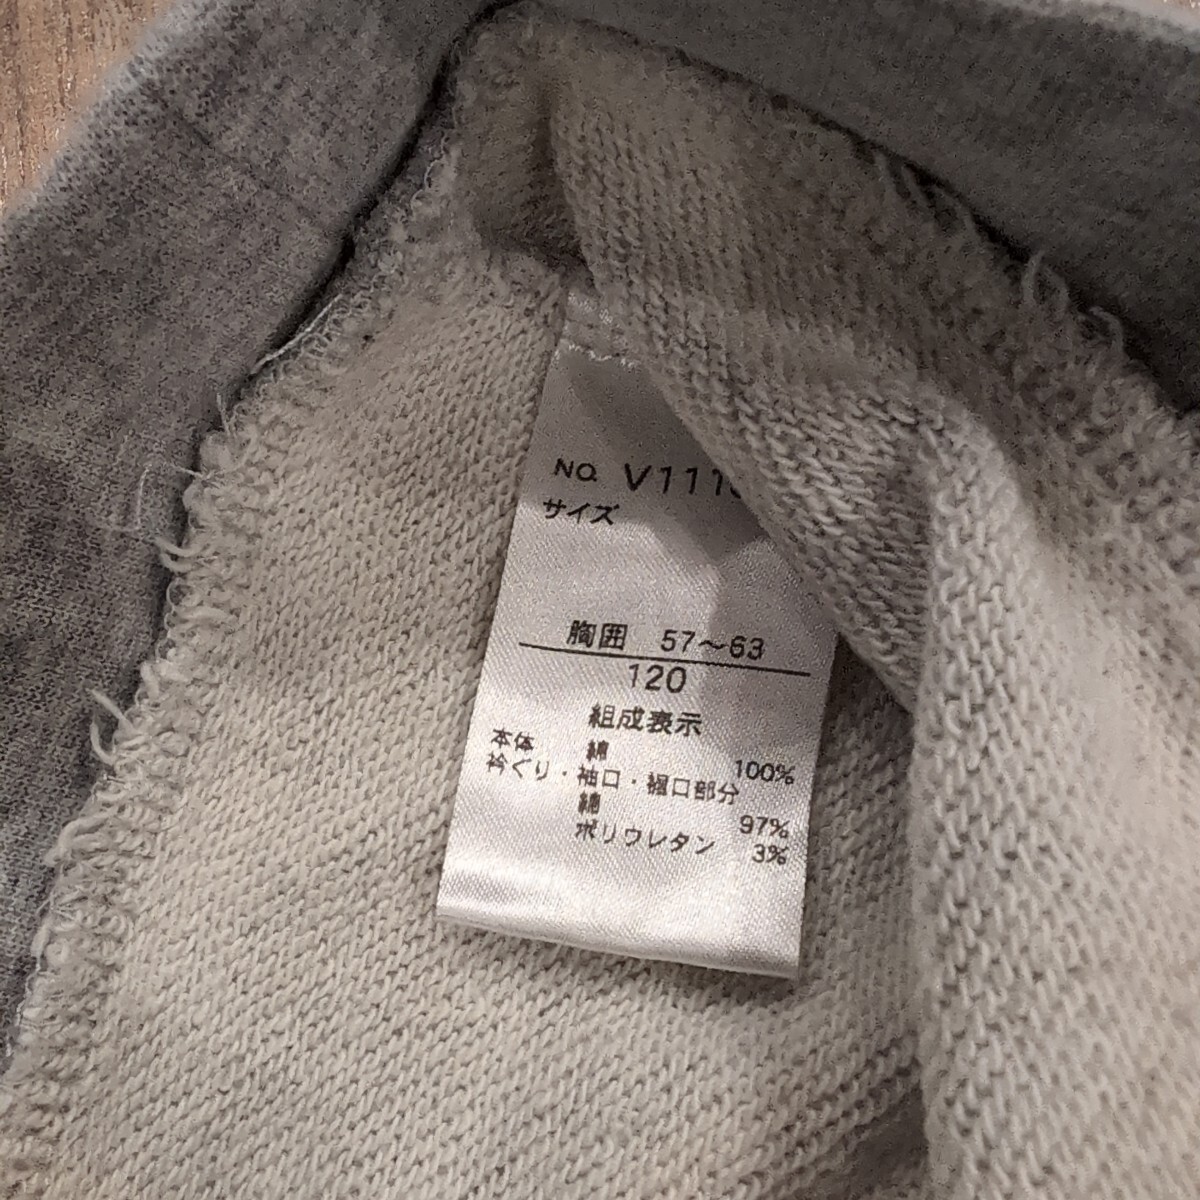 NO.
サイズ
胸囲 57～63
120
組成表示
本体 綿 100%
衿ぐり・袖口・裾口部分
綿 97%
ポリウレタン 3%